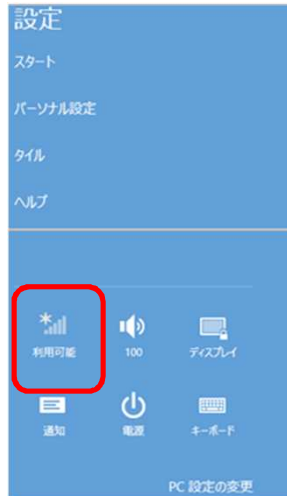 設定
スタート
パーソナル設定
タイル
ヘルプ
利用可能 100 ディスプレイ
通知 電源 キーボード
PC 設定の変更